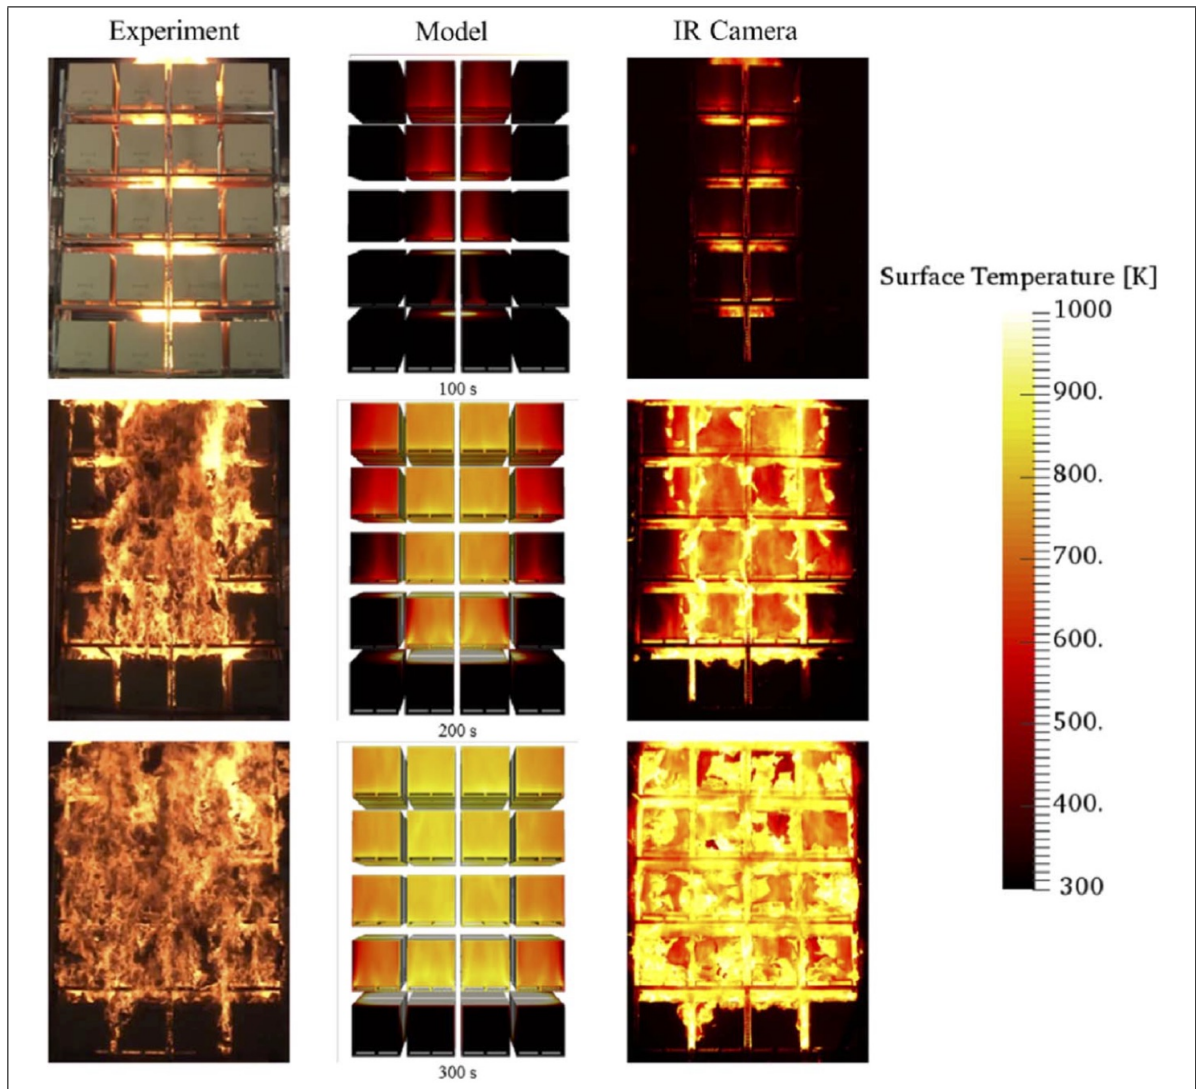 Experiment Model IR Camera
100 s
Surface Temperature [K]
1000
900.
800.
700.
200 s
600.
500.
400.
300
300 s